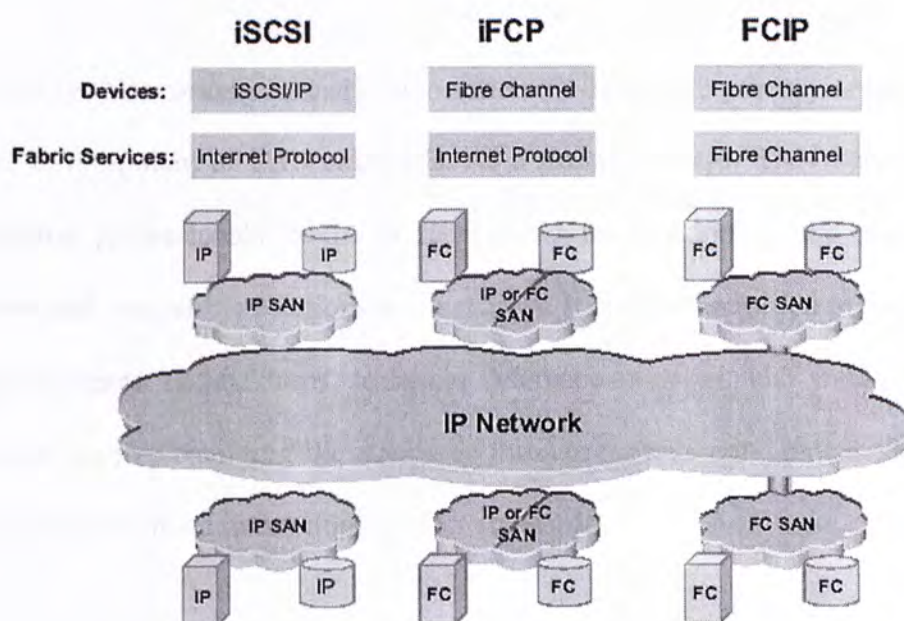 iSCSI iFCP FCIP
Devices: iSCSI/IP Fibre Channel Fibre Channel
Fabric Services: Internet Protocol Internet Protocol Fibre Channel
IP IP FC FC FC FC
IP SAN IP or FC SAN FC SAN
IP Network
IP SAN IP or FC SAN FC SAN
IP IP FC FC FC FC